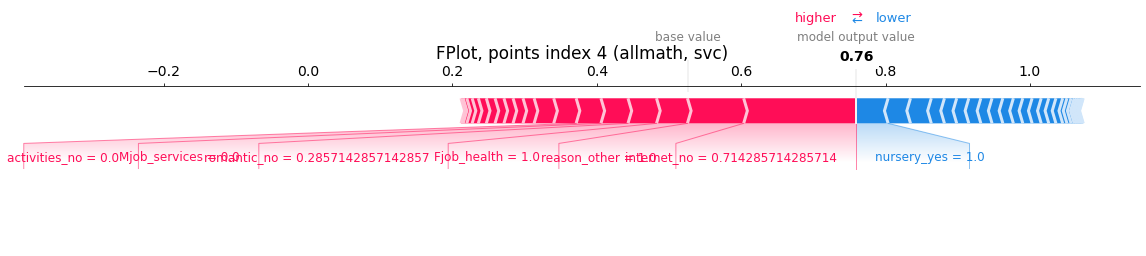 higher ⇄ lower
base value model output value
FPlot, points index 4 (allmath, svc) 0.76
−0.2 0.0 0.2 0.4 0.6 0.8 1.0
activities_no = 0.0 Mjob_services = 0.0 romantic_no = 0.2857142857142857 Fjob_health = 1.0 reason_other = 1.0 internet_no = 0.714285714285714 nursery_yes = 1.0